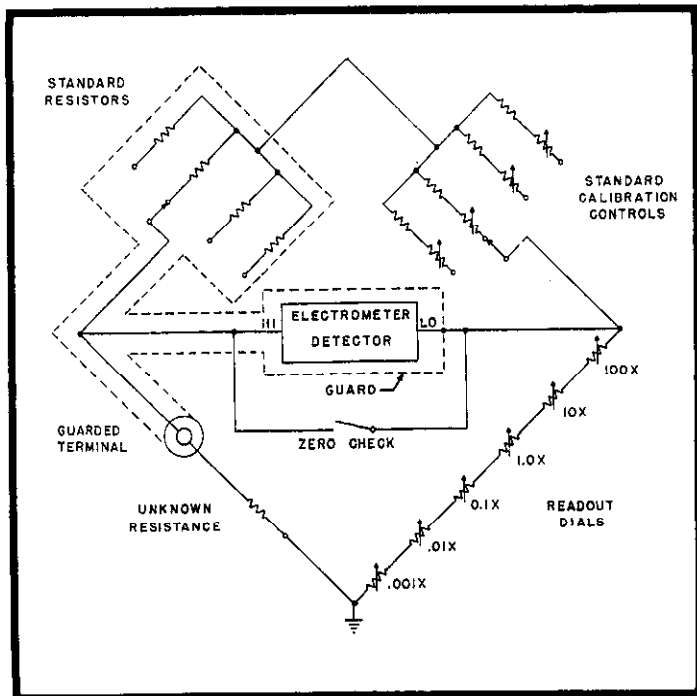 STANDARD
RESISTORS
STANDARD
CALIBRATION
CONTROLS
HI
ELECTROMETER
DETECTOR
LO
GUARD
ZERO CHECK
GUARDED
TERMINAL
UNKNOWN
RESISTANCE
100X
10X
1.0X
0.1X
.01X
.001X
READOUT
DIALS